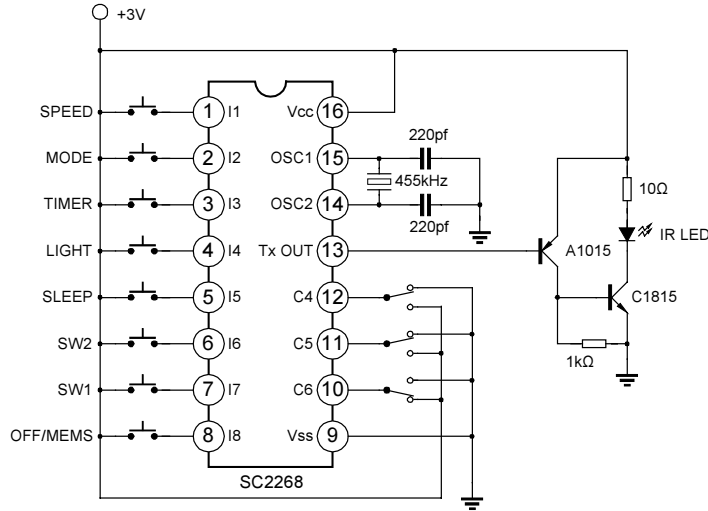 +3V
SPEED 1 I1 Vcc 16
220pf
MODE 2 I2 OSC1 15
455kHz
TIMER 3 I3 OSC2 14
220pf
10Ω
IR LED
LIGHT 4 I4 Tx OUT 13 A1015
SLEEP 5 I5 C4 12 C1815
SW2 6 I6 C5 11
1kΩ
SW1 7 I7 C6 10
OFF/MEMS 8 I8 Vss 9
SC2268